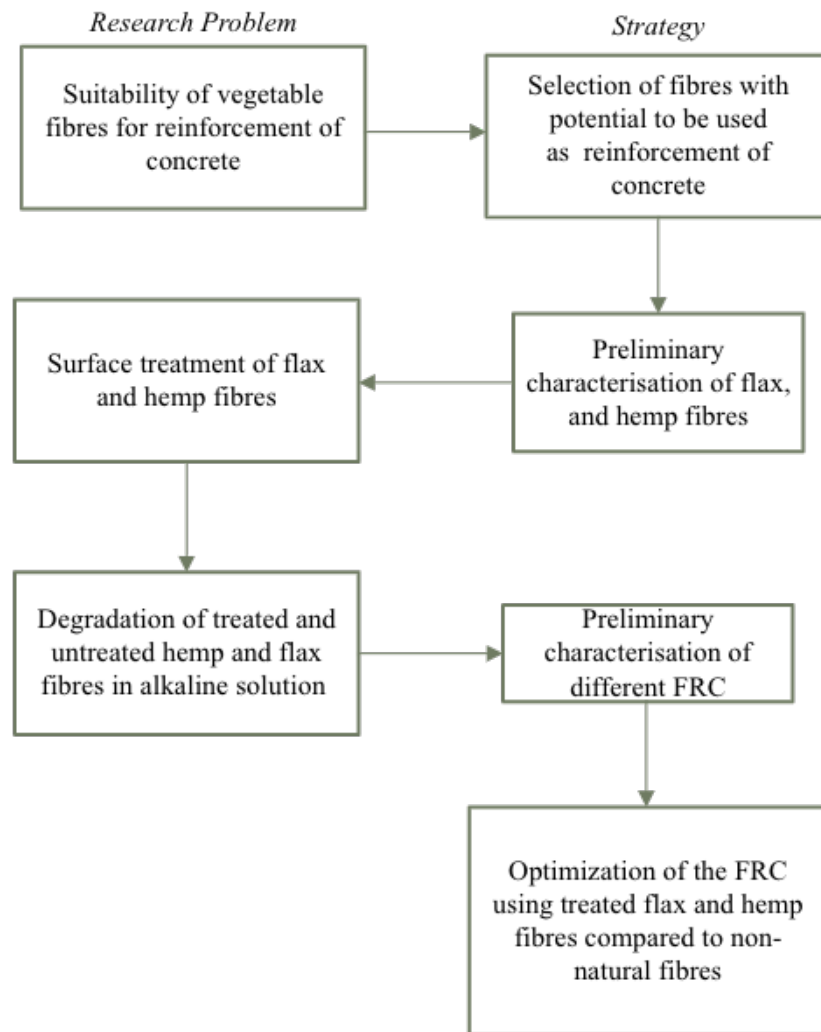 Research Problem
Strategy
Suitability of vegetable
fibres for reinforcement of
concrete
Selection of fibres with
potential to be used
as reinforcement of
concrete
Preliminary
characterisation of flax,
and hemp fibres
Surface treatment of flax
and hemp fibres
Degradation of treated and
untreated hemp and flax
fibres in alkaline solution
Preliminary
characterisation of
different FRC
Optimization of the FRC
using treated flax and hemp
fibres compared to non-
natural fibres